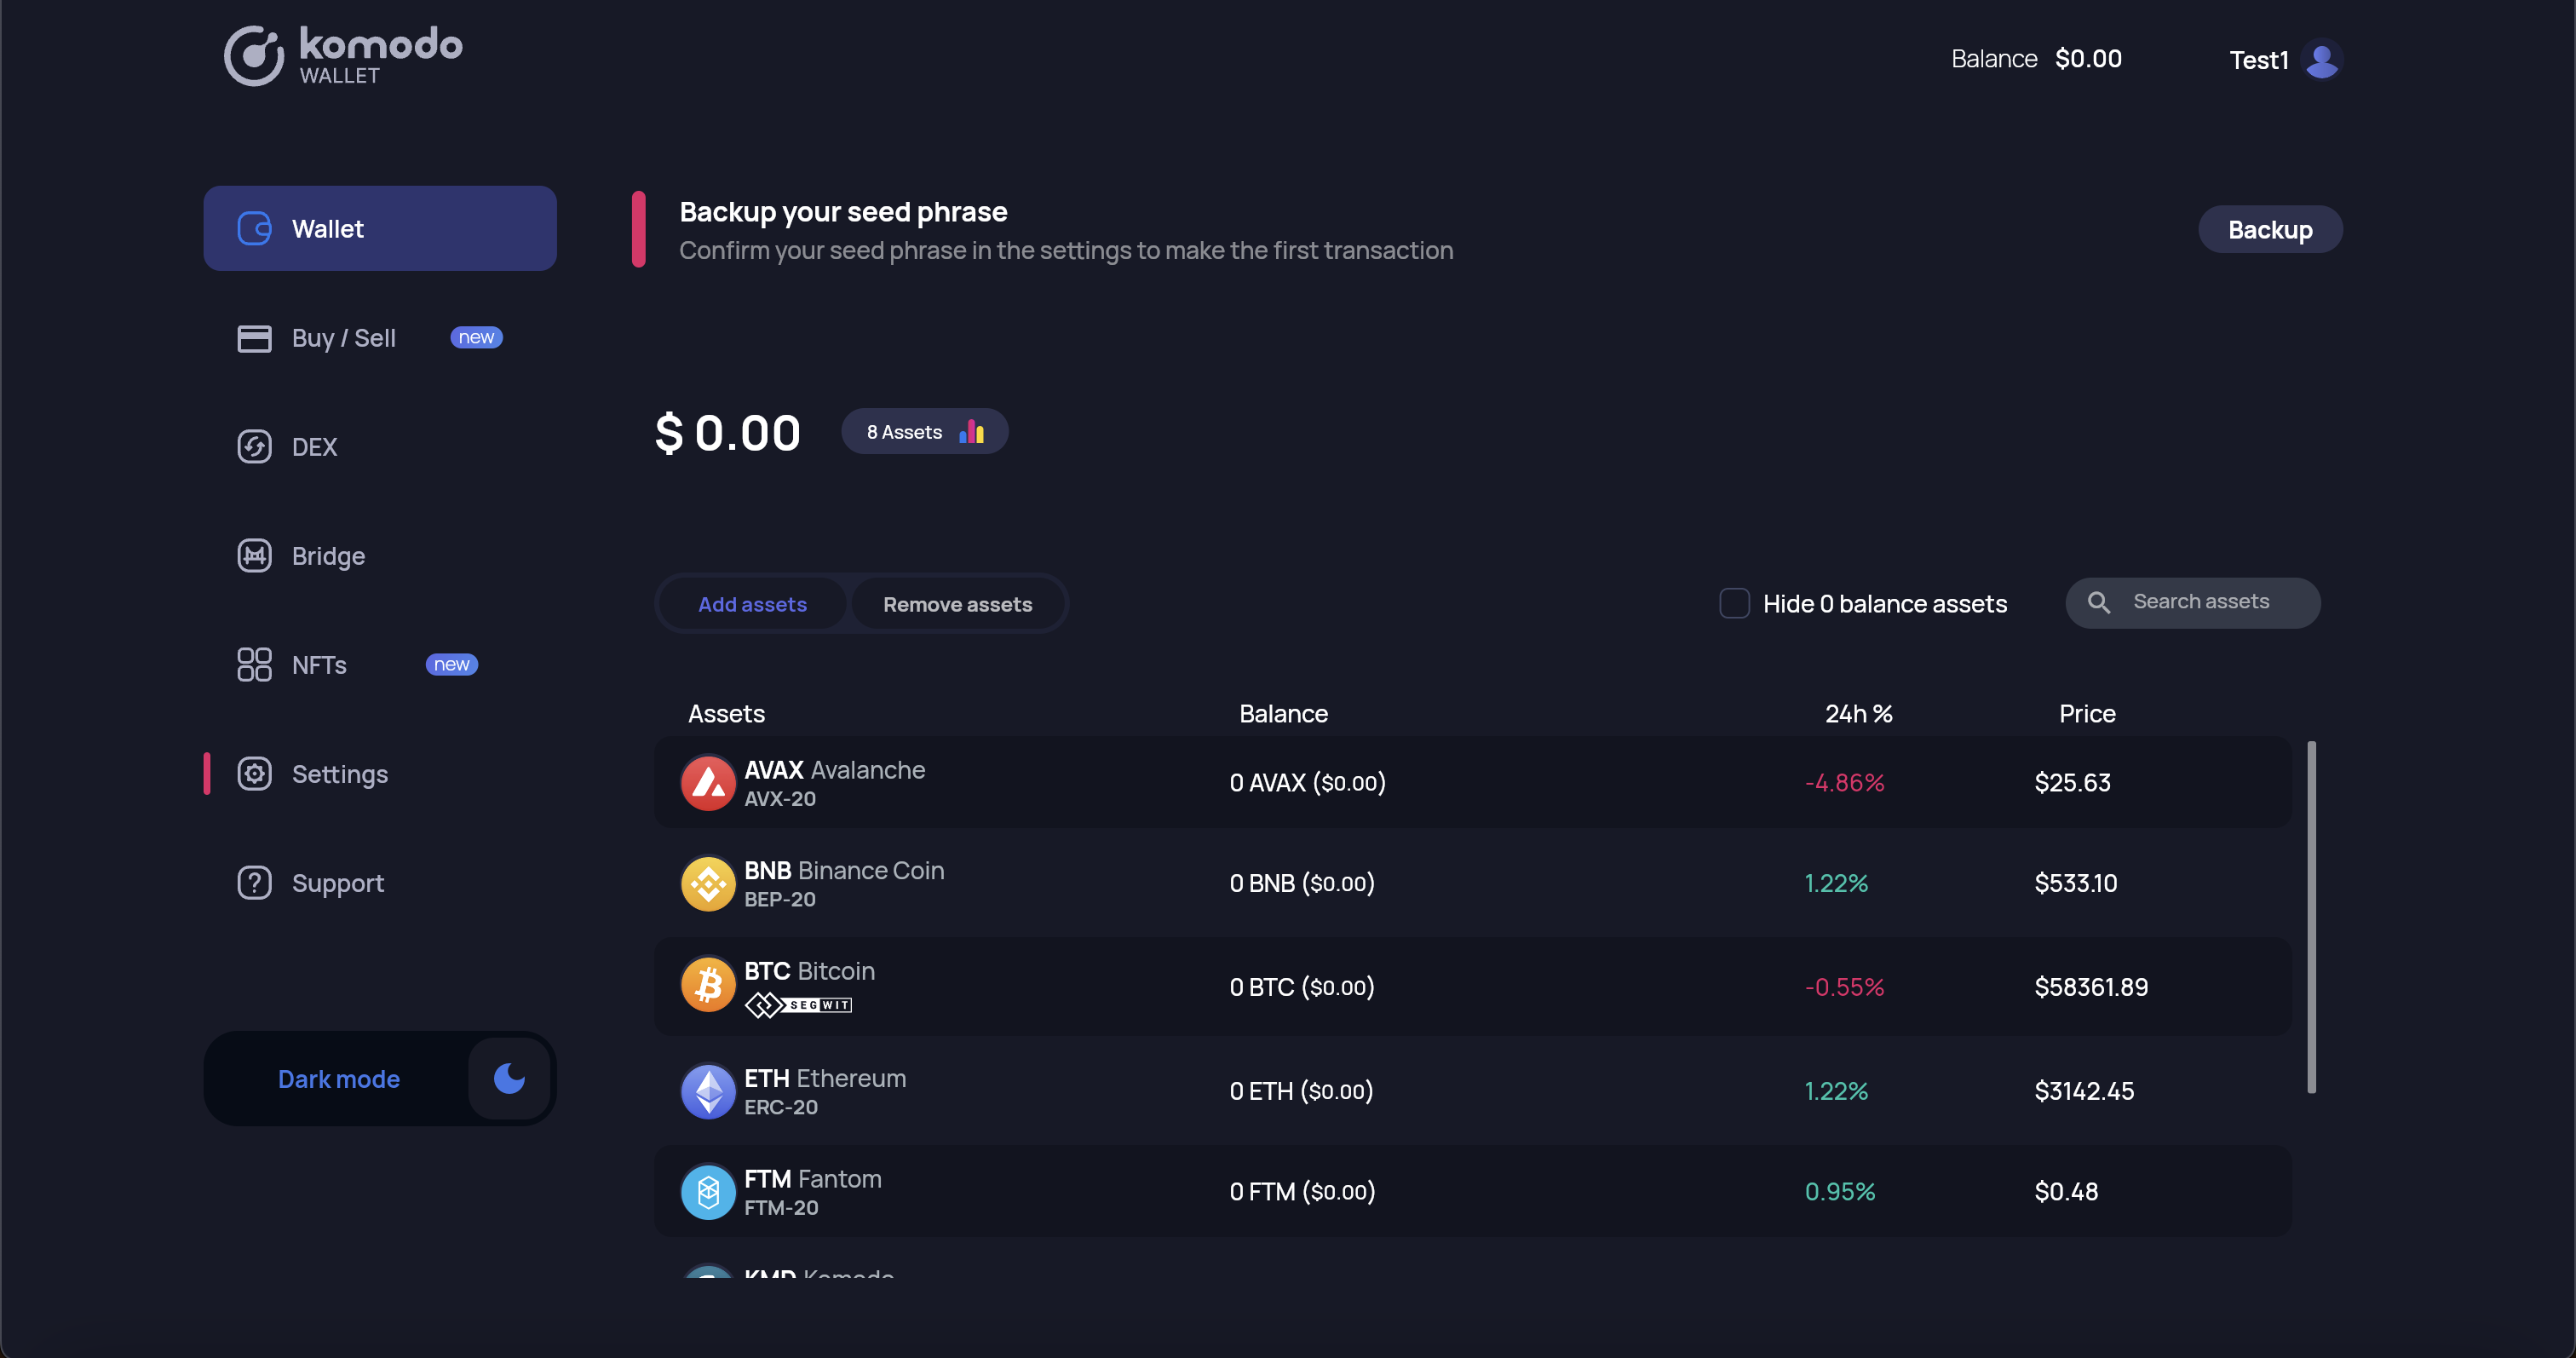 komodo
WALLET
Balance $0.00
Test1
Wallet
Buy / Sell new
DEX
Bridge
NFTs new
Settings
Support
Dark mode
Backup your seed phrase
Confirm your seed phrase in the settings to make the first transaction
Backup
$ 0.00
8 Assets
Add assets
Remove assets
Hide 0 balance assets
Search assets
Assets Balance 24h % Price
AVAX Avalanche
AVX-20
0 AVAX ($0.00) -4.86% $25.63
BNB Binance Coin
BEP-20
0 BNB ($0.00) 1.22% $533.10
BTC Bitcoin
SEGWIT
0 BTC ($0.00) -0.55% $58361.89
ETH Ethereum
ERC-20
0 ETH ($0.00) 1.22% $3142.45
FTM Fantom
FTM-20
0 FTM ($0.00) 0.95% $0.48
KMD Komodo